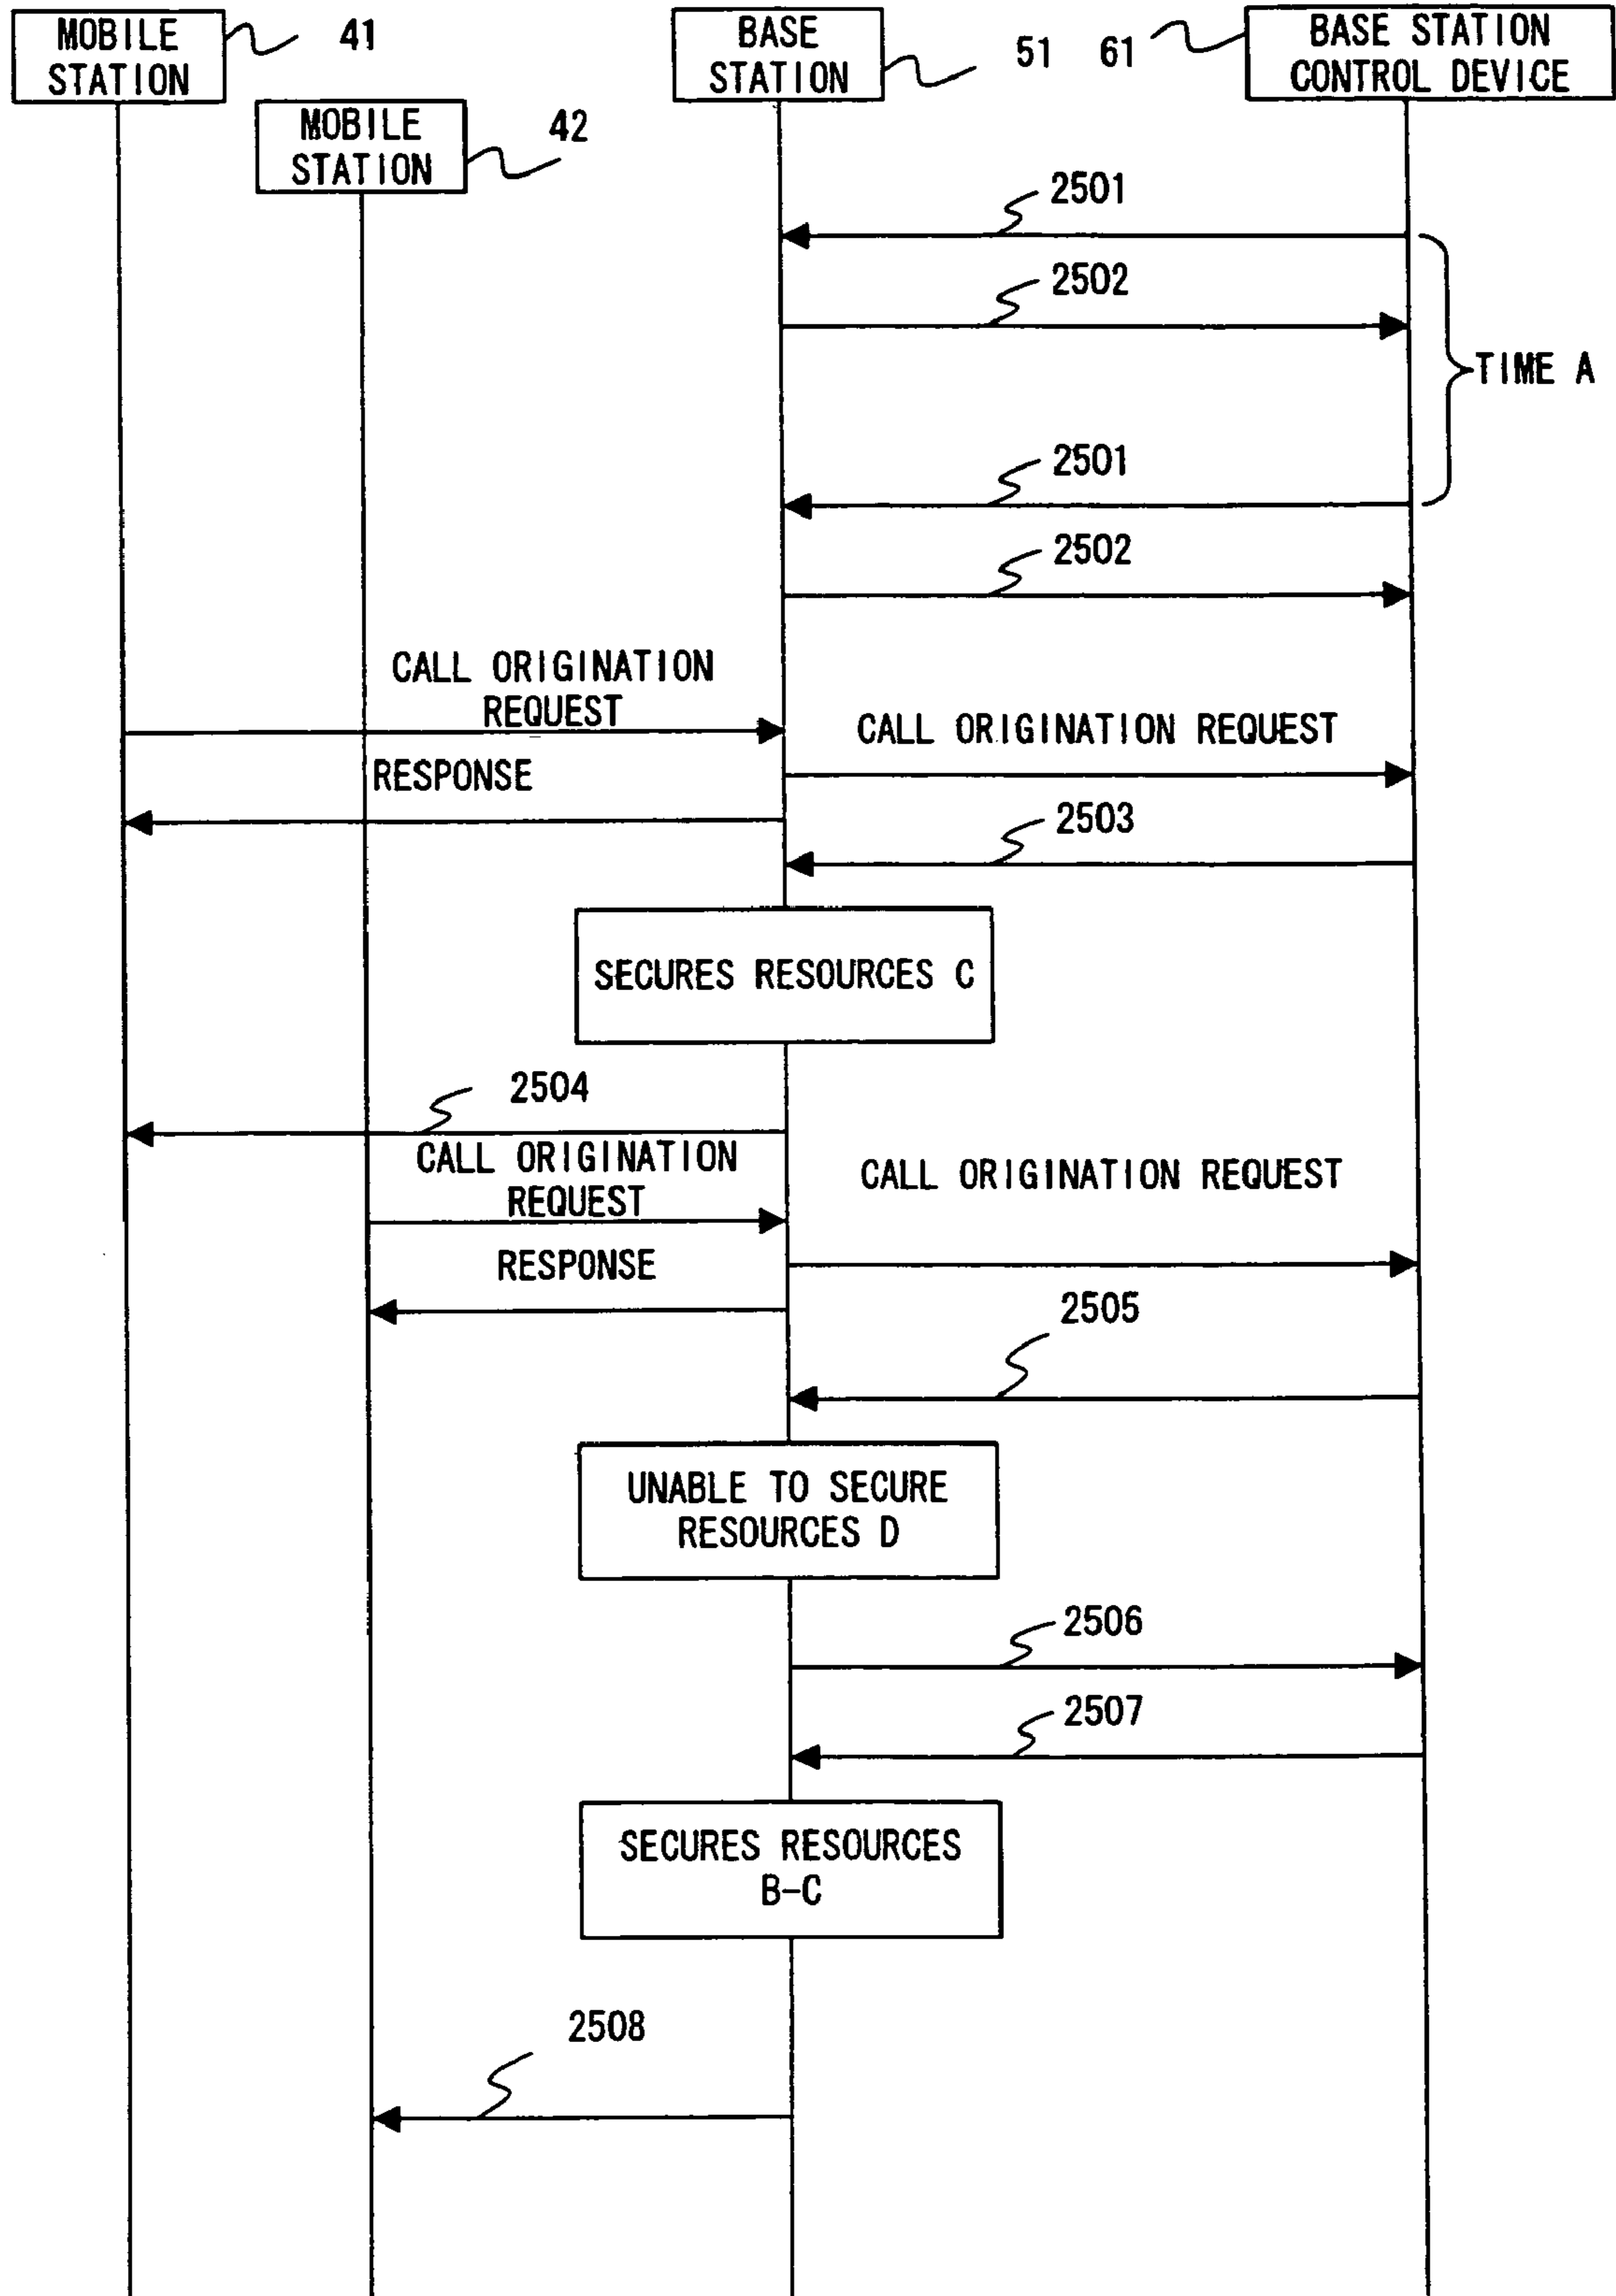 MOBILE
STATION
41
BASE
STATION
51
61
BASE STATION
CONTROL DEVICE
MOBILE
STATION
42
2501
2502
TIME A
2501
2502
CALL ORIGINATION
REQUEST
CALL ORIGINATION REQUEST
RESPONSE
2503
SECURES RESOURCES C
2504
CALL ORIGINATION
REQUEST
CALL ORIGINATION REQUEST
RESPONSE
2505
UNABLE TO SECURE
RESOURCES D
2506
2507
SECURES RESOURCES
B-C
2508